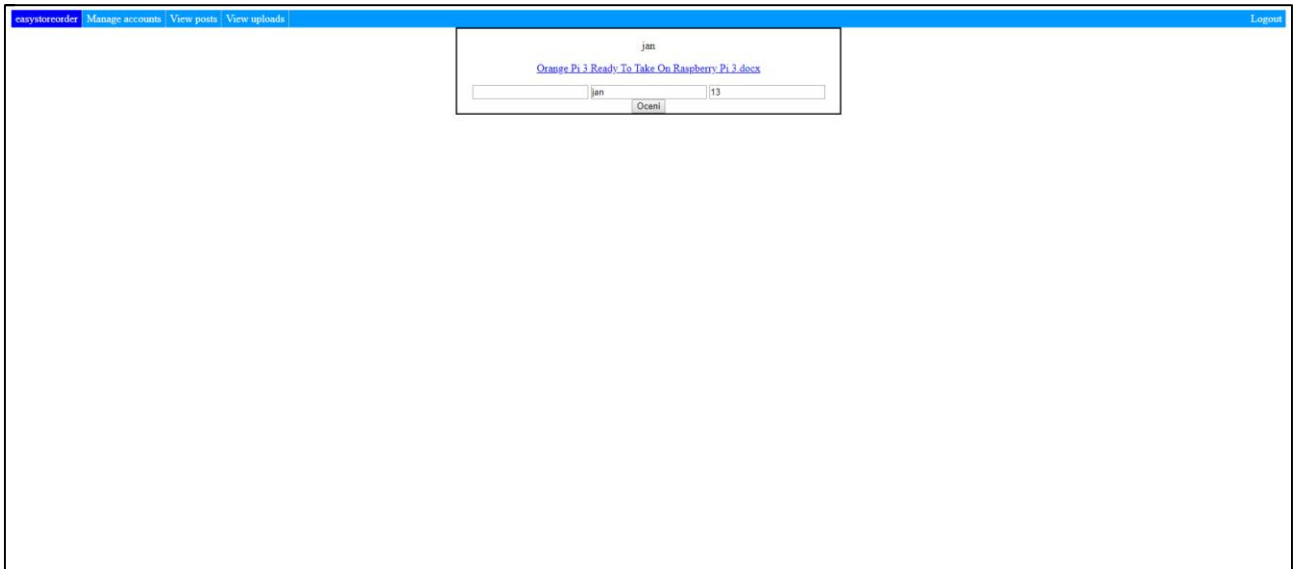 easystoreorder Manage accounts View posts View uploads Logout
jan
Orange Pi 3 Ready To Take On Raspberry Pi 3.docx
jan 13
Oceni